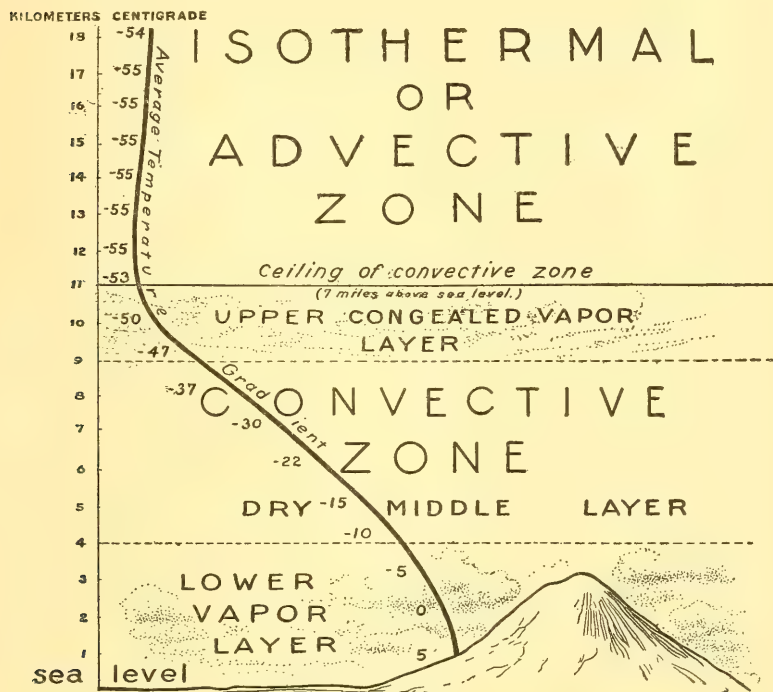 KILOMETERS CENTIGRADE
18 -54 ISOTHERMAL
17 -55
16 -55 OR
15 -55 ADVECTIVE
14 -55
13 -55 ZONE
12 -55
Average Temperature Gradient
-53 Ceiling of convective zone
11
(7 miles above sea level.)
10 -50 UPPER CONGEALED VAPOR
LAYER
9 -47
8 -37 CONVECTIVE
7 -30
ZONE
6 -22
5 DRY -15 MIDDLE LAYER
4 -10
3 LOWER -5
2 VAPOR 0
1 LAYER 5
sea level